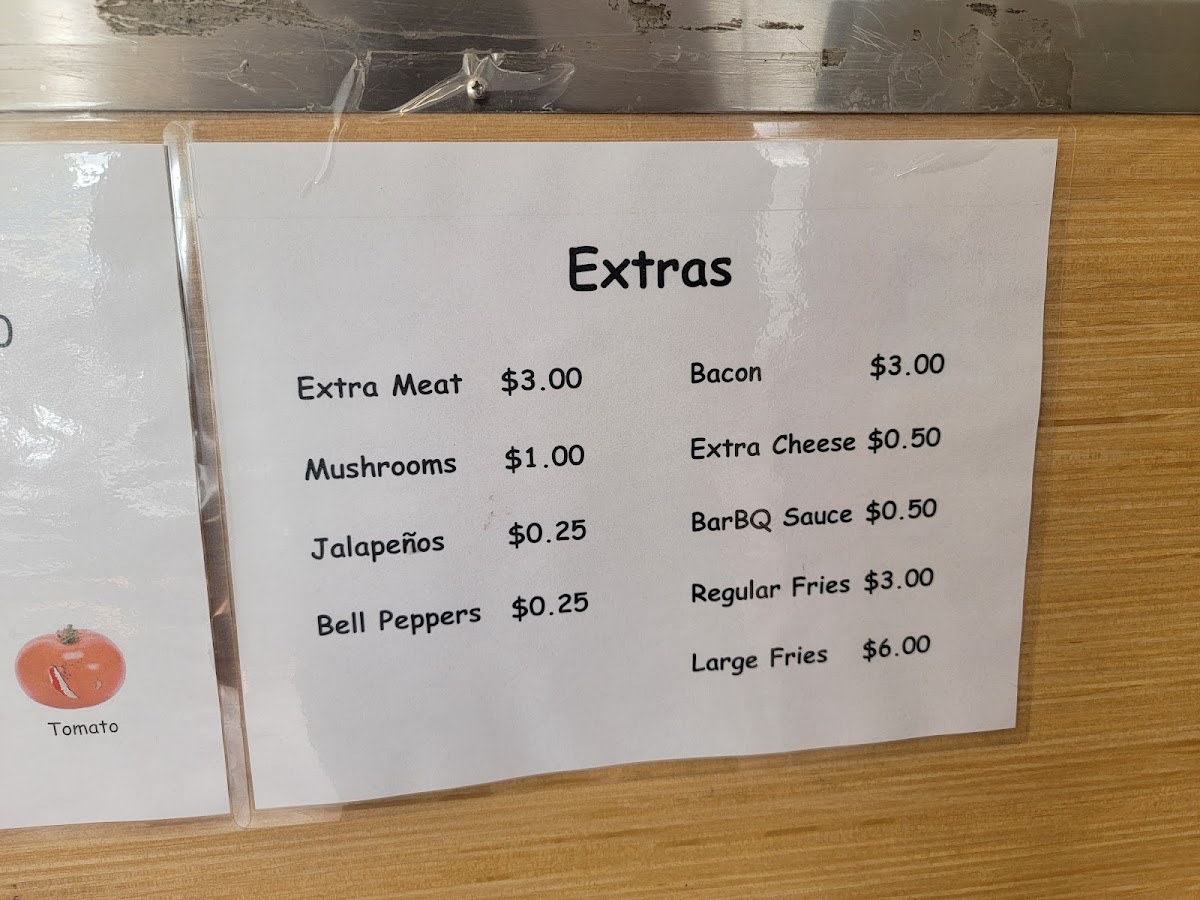 Extras
Extra Meat $3.00
Mushrooms $1.00
Jalapeños $0.25
Bell Peppers $0.25
Bacon $3.00
Extra Cheese $0.50
BarBQ Sauce $0.50
Regular Fries $3.00
Large Fries $6.00
Tomato